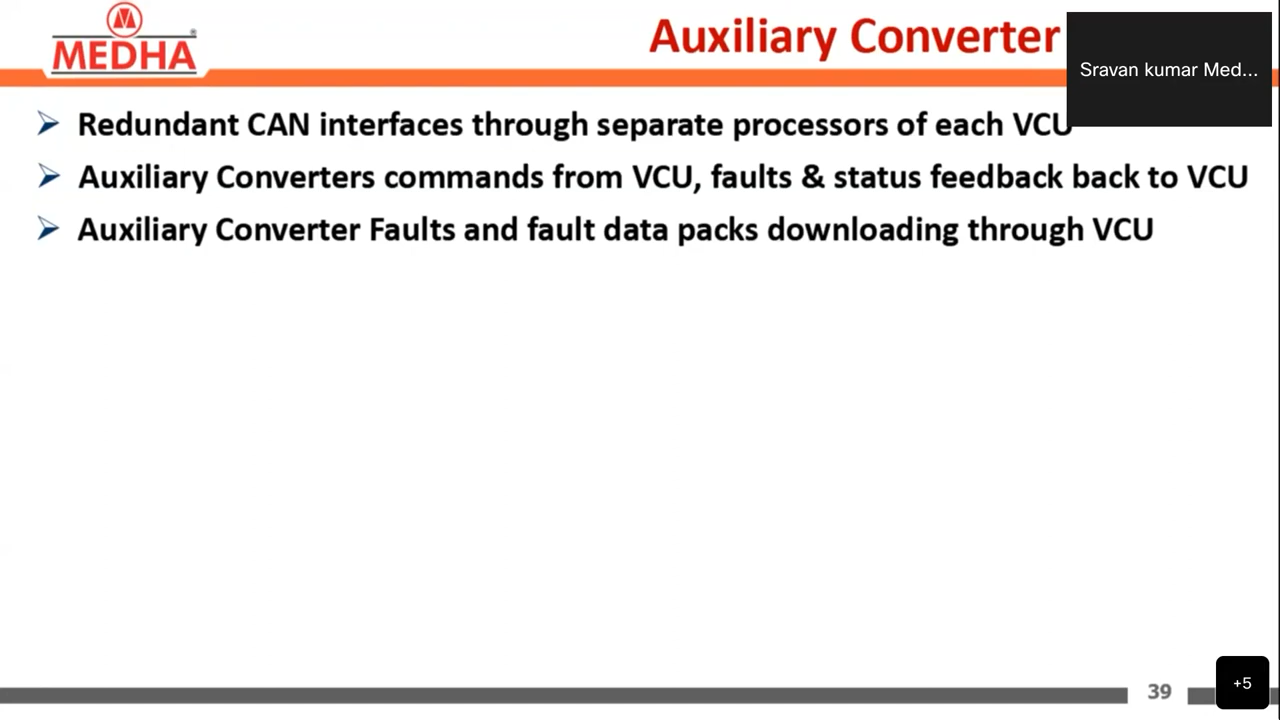 MEDHA
®
Auxiliary Converter
Sravan kumar Med...
Redundant CAN interfaces through separate processors of each VCU
Auxiliary Converters commands from VCU, faults & status feedback back to VCU
Auxiliary Converter Faults and fault data packs downloading through VCU
39
+5